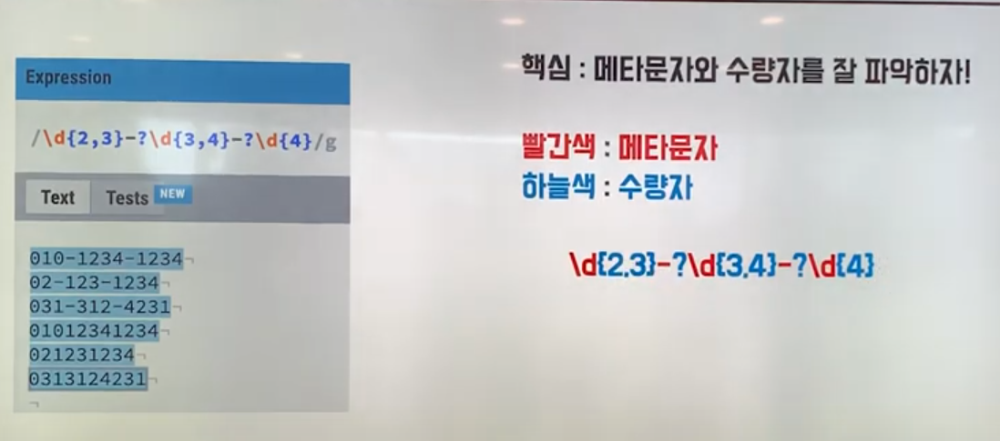 Expression
/\d{2,3}-?\d{3,4}-?\d{4}/g
Text Tests NEW
010-1234-1234¬
02-123-1234¬
031-312-4231¬
01012341234¬
021231234¬
0313124231¬
¬
핵심 : 메타문자와 수량자를 잘 파악하자!
빨간색 : 메타문자
하늘색 : 수량자
\d{2,3}-?\d{3,4}-?\d{4}